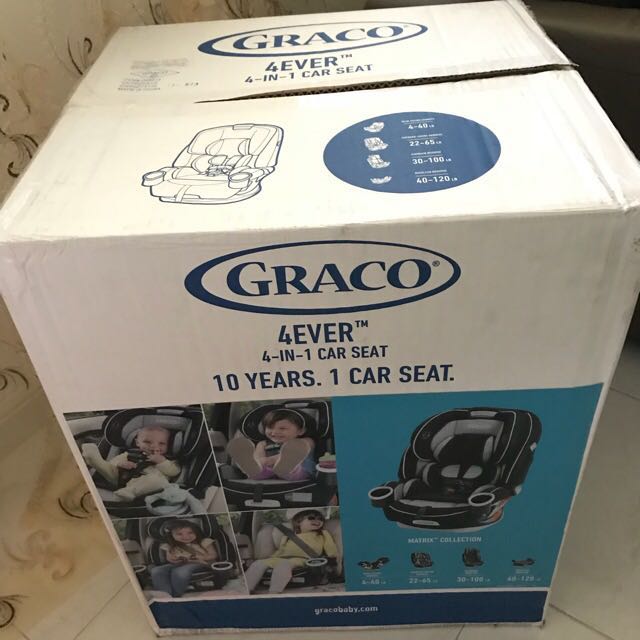 GRACO®
4EVER™
4-IN-1 CAR SEAT
4-40 LB
22-65 LB
30-100 LB
40-120 LB
GRACO®
4EVER™
4-IN-1 CAR SEAT
10 YEARS. 1 CAR SEAT.
MATRIX™ COLLECTION
4-40 LB
22-65 LB
30-100 LB
40-120 LB
gracobaby.com